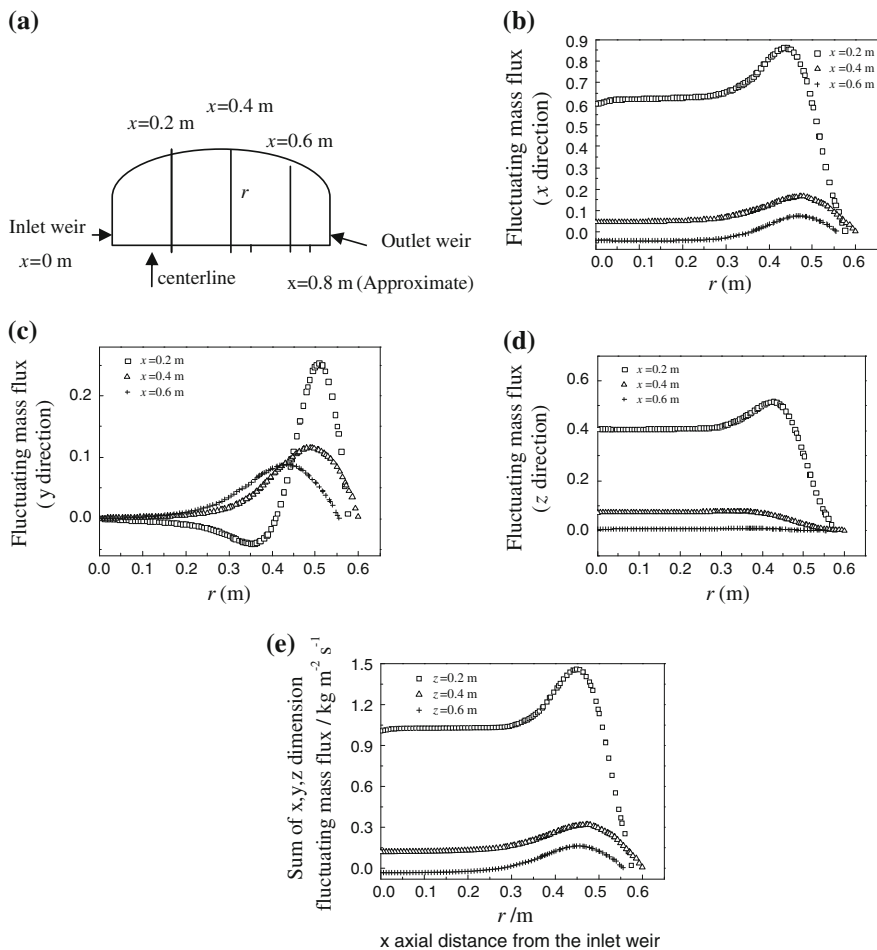 (a)
x=0.2 m
x=0.4 m
x=0.6 m
r
Inlet weir
x=0 m
centerline
Outlet weir
x=0.8 m (Approximate)
(b)
Fluctuating mass flux
(x direction)
0.9
0.8
0.7
0.6
0.5
0.4
0.3
0.2
0.1
0.0
x=0.2 m
x=0.4 m
x=0.6 m
0.0 0.1 0.2 0.3 0.4 0.5 0.6
r (m)
(c)
Fluctuating mass flux
(y direction)
0.2
0.1
0.0
x=0.2 m
x=0.4 m
x=0.6 m
0.0 0.1 0.2 0.3 0.4 0.5 0.6
r (m)
(d)
Fluctuating mass flux
(z direction)
0.6
0.4
0.2
0.0
x=0.2 m
x=0.4 m
x=0.6 m
0.0 0.1 0.2 0.3 0.4 0.5 0.6
r (m)
(e)
Sum of x,y,z dimension
fluctuating mass flux / kg m⁻² s⁻¹
1.5
1.2
0.9
0.6
0.3
0.0
z=0.2 m
z=0.4 m
z=0.6 m
0.0 0.1 0.2 0.3 0.4 0.5 0.6
r /m
x axial distance from the inlet weir